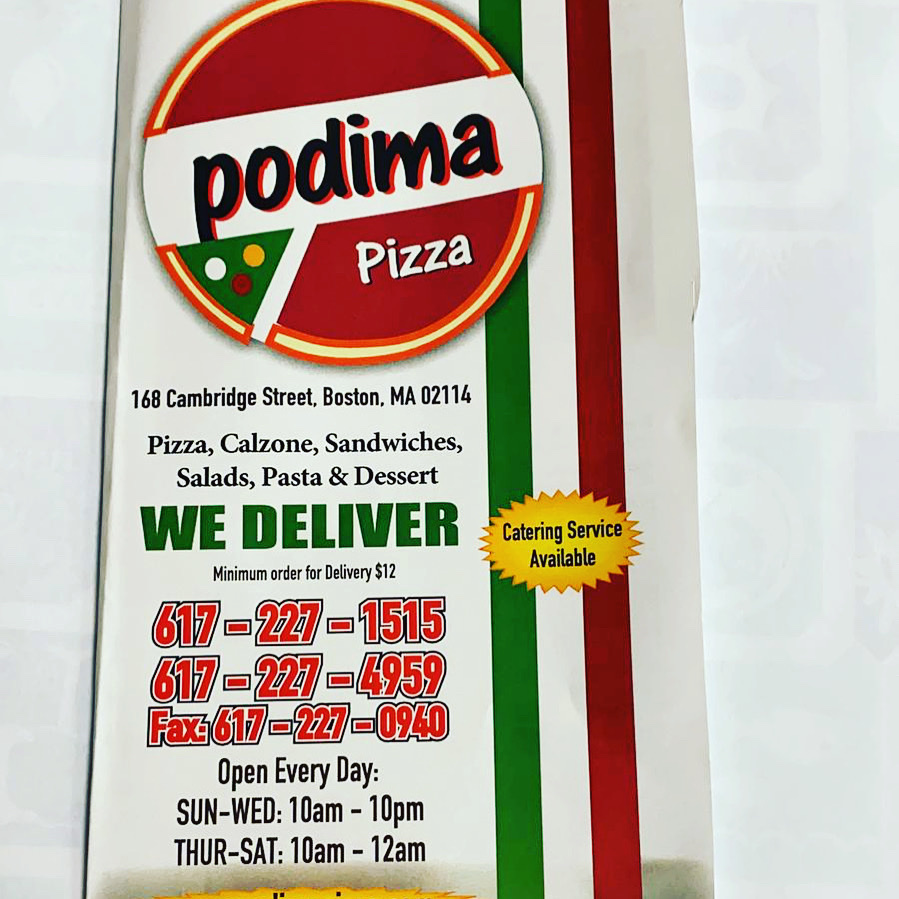 podima
Pizza
168 Cambridge Street, Boston, MA 02114
Pizza, Calzone, Sandwiches,
Salads, Pasta & Dessert
WE DELIVER
Minimum order for Delivery $12
Catering Service
Available
617 – 227 – 1515
617 – 227 – 4959
Fax: 617 – 227 – 0940
Open Every Day:
SUN-WED: 10am – 10pm
THUR-SAT: 10am – 12am